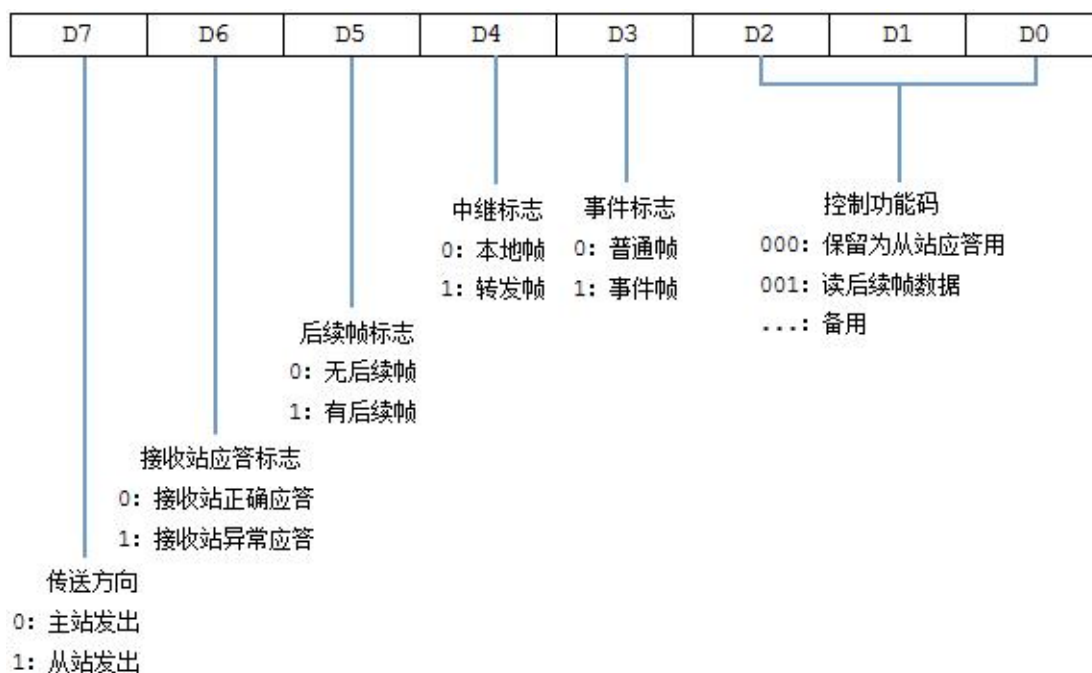 D7 D6 D5 D4 D3 D2 D1 D0
中继标志
0: 本地帧
1: 转发帧
事件标志
0: 普通帧
1: 事件帧
控制功能码
000: 保留为从站应答用
001: 读后续帧数据
...: 备用
后续帧标志
0: 无后续帧
1: 有后续帧
接收站应答标志
0: 接收站正确应答
1: 接收站异常应答
传送方向
0: 主站发出
1: 从站发出